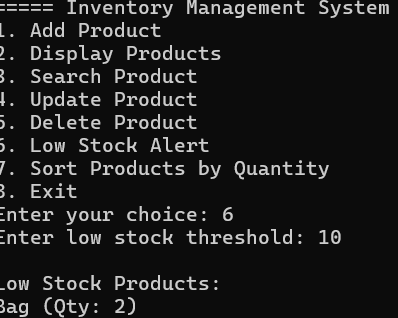 ===== Inventory Management System
1. Add Product
2. Display Products
3. Search Product
4. Update Product
5. Delete Product
6. Low Stock Alert
7. Sort Products by Quantity
8. Exit
Enter your choice: 6
Enter low stock threshold: 10
Low Stock Products:
Bag (Qty: 2)